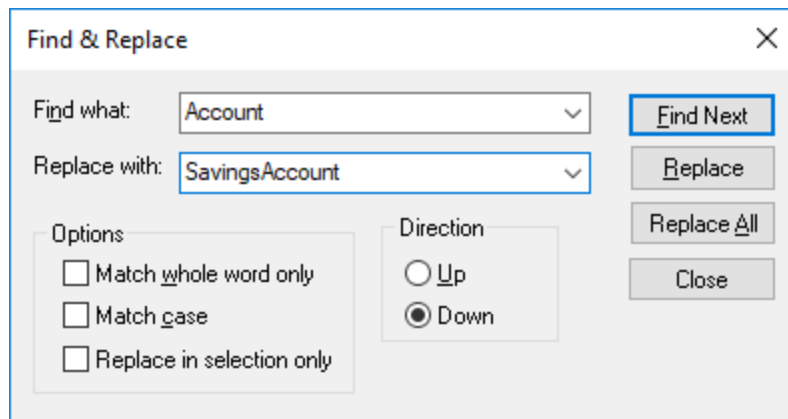 Find & Replace
Find what: Account Find Next
Replace with: SavingsAccount Replace
Options Direction Replace All
Match whole word only Up Close
Match case Down
Replace in selection only